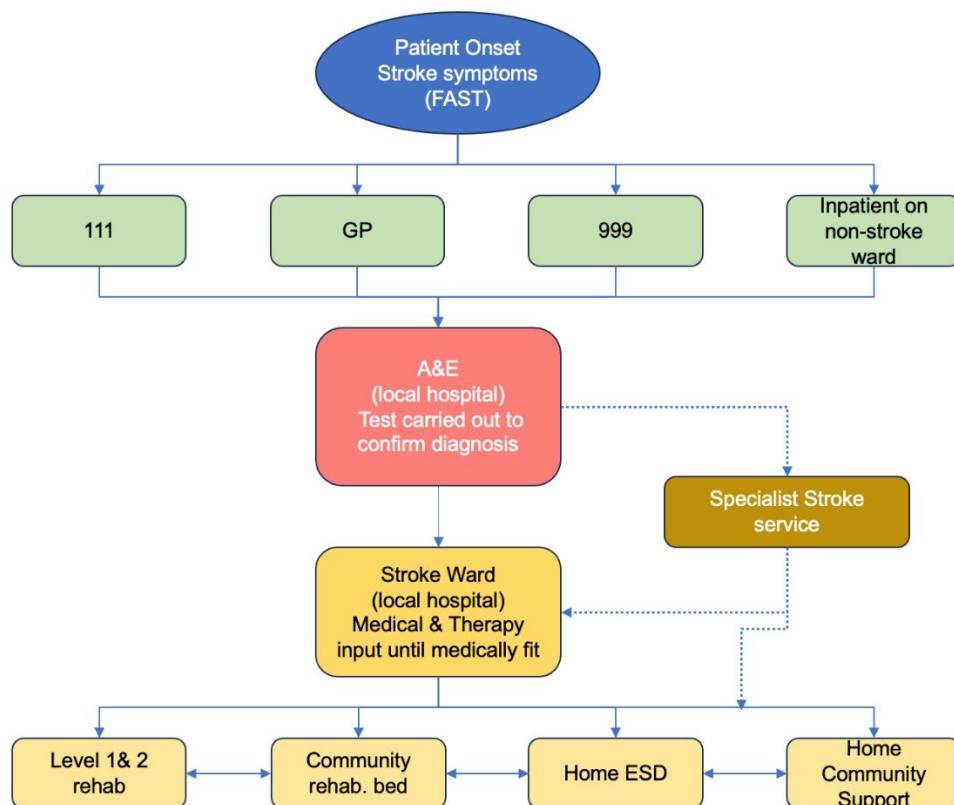 Patient Onset
Stroke symptoms
(FAST)
111
GP
999
Inpatient on
non-stroke
ward
A&E
(local hospital)
Test carried out to
confirm diagnosis
Specialist Stroke
service
Stroke Ward
(local hospital)
Medical & Therapy
input until medically fit
Level 1& 2
rehab
Community
rehab. bed
Home ESD
Home
Community
Support